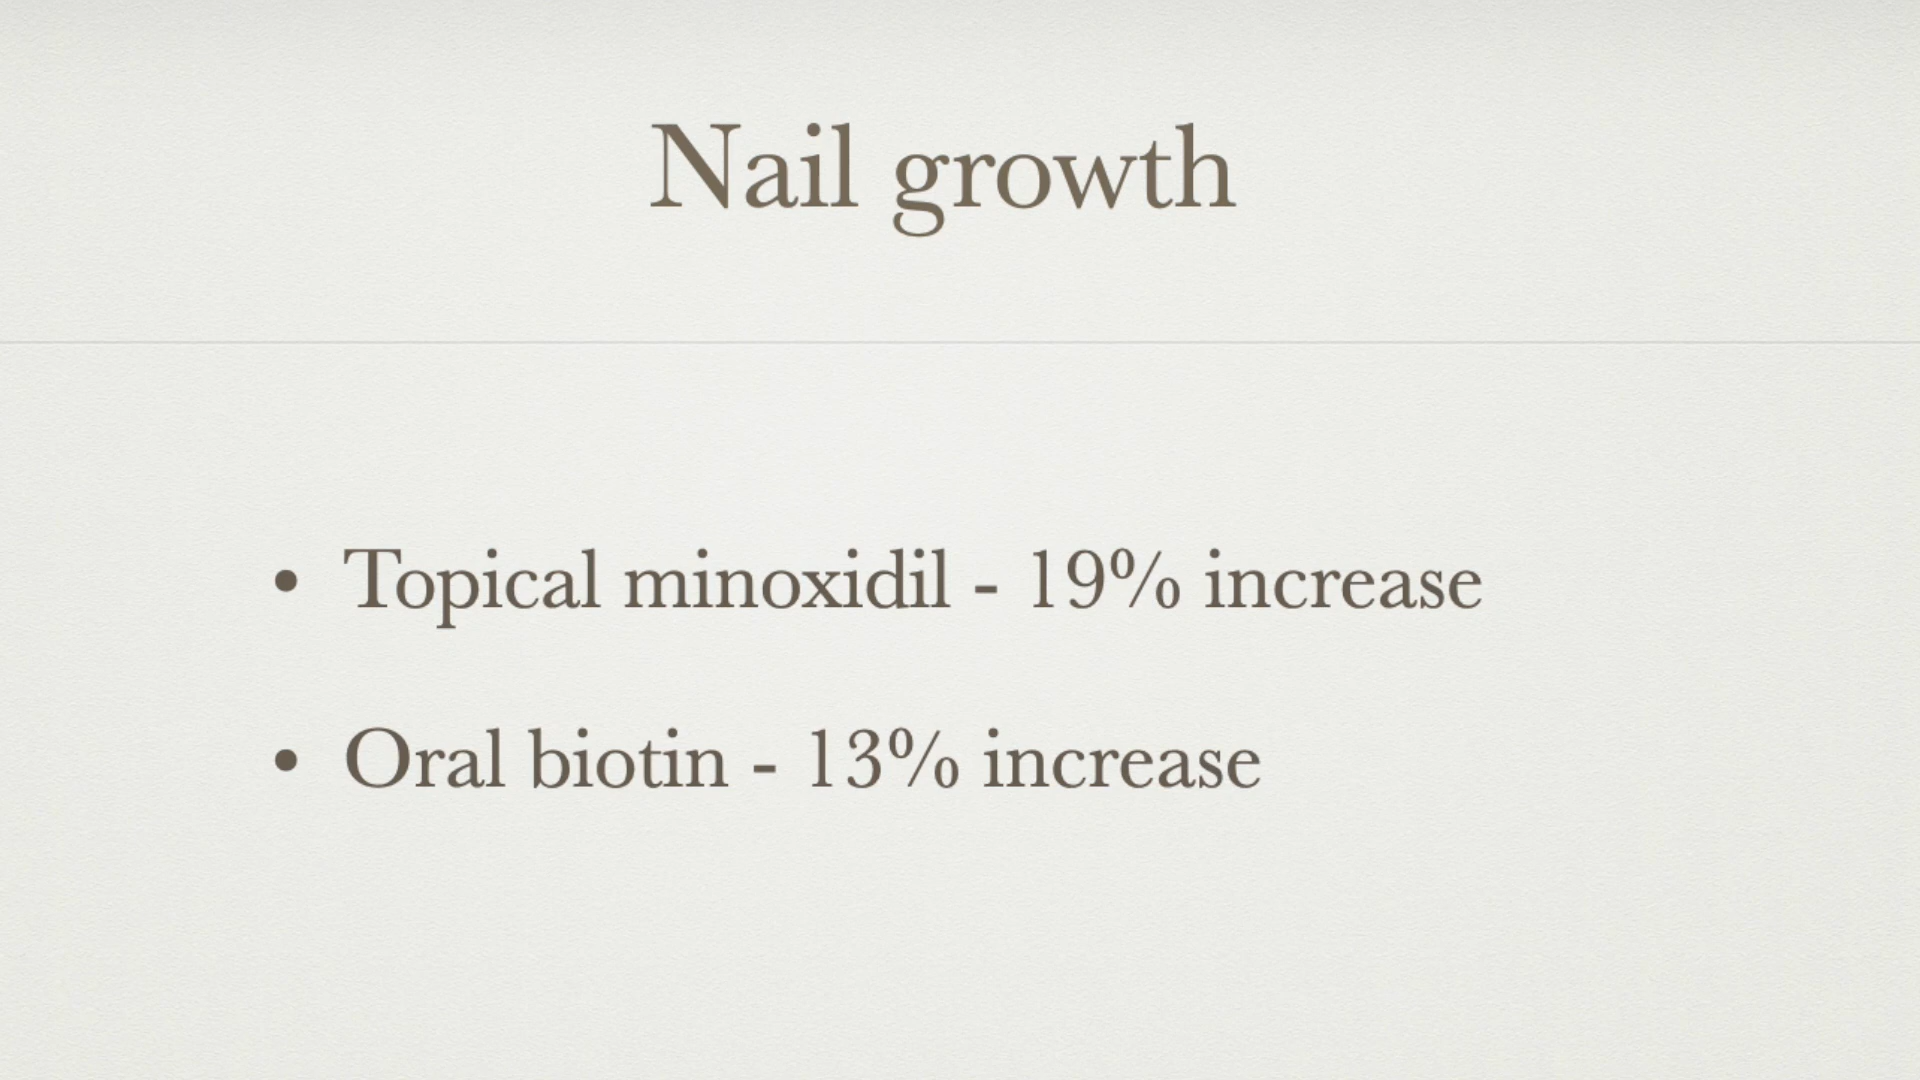 Nail growth
• Topical minoxidil - 19% increase
• Oral biotin - 13% increase